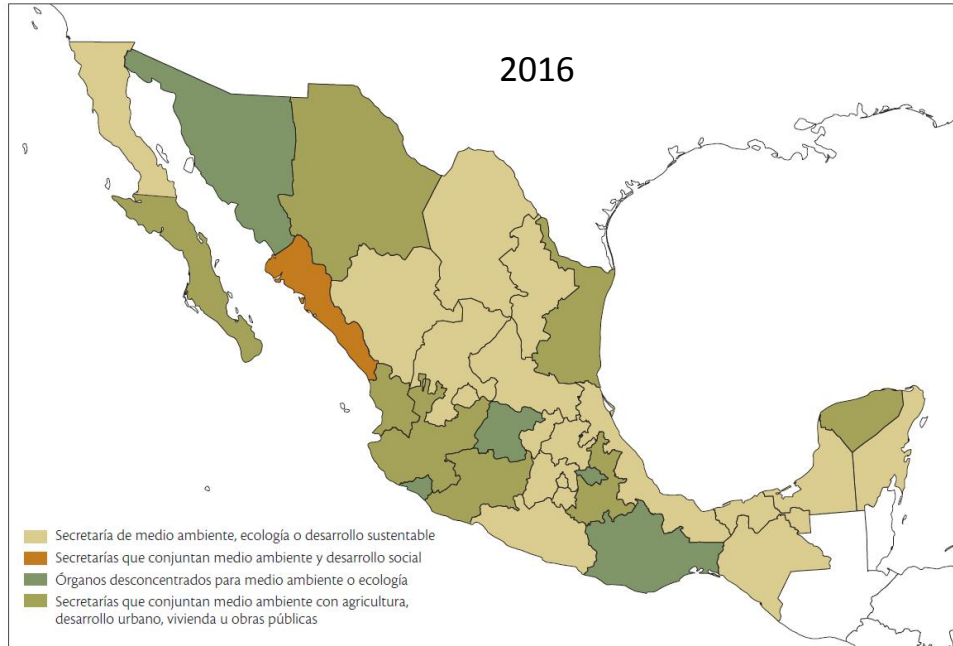 2016
Secretaría de medio ambiente, ecología o desarrollo sustentable
Secretarías que conjuntan medio ambiente y desarrollo social
Órganos desconcentrados para medio ambiente o ecología
Secretarías que conjuntan medio ambiente con agricultura,
desarrollo urbano, vivienda u obras públicas